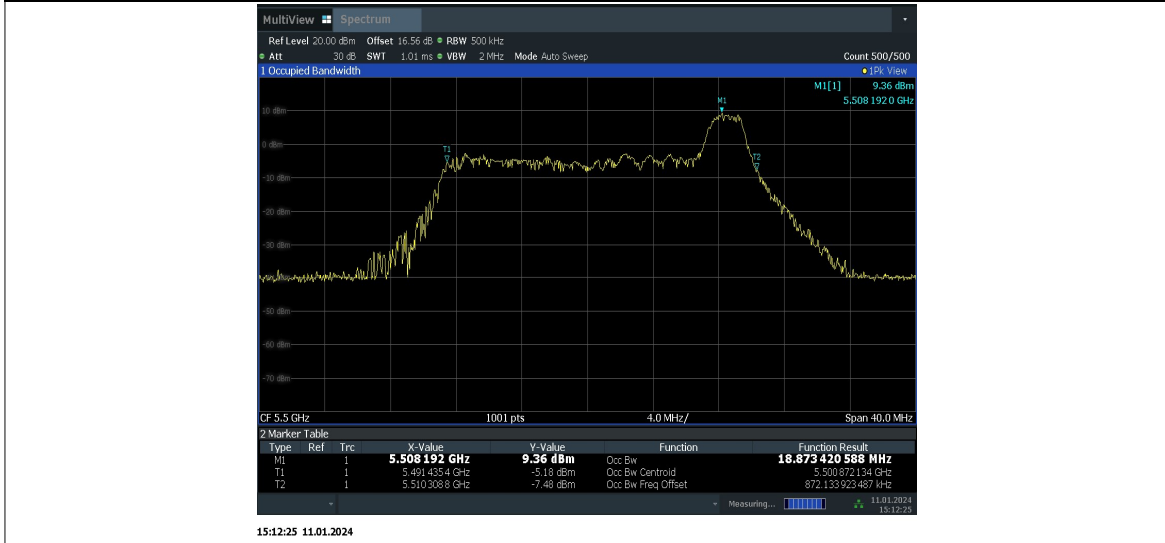 MultiView Spectrum
Ref Level 20.00 dBm Offset 16.56 dB RBW 500 kHz
Att 30 dB SWT 1.01 ms VBW 2 MHz Mode Auto Sweep Count 500/500
1 Occupied Bandwidth 1Pk View
M1[1] 9.36 dBm
5.508 192 0 GHz
M1
10 dBm
0 dBm
T1
T2
-10 dBm
-20 dBm
-30 dBm
-50 dBm
-60 dBm
-70 dBm
CF 5.5 GHz 1001 pts 4.0 MHz/ Span 40.0 MHz
2 Marker Table
Type Ref Trc X-Value Y-Value Function Function Result
M1 1 5.508 192 GHz 9.36 dBm Occ Bw 18.873 420 588 MHz
T1 1 5.491 435 4 GHz -5.18 dBm Occ Bw Centroid 5.500 872 134 GHz
T2 1 5.510 308 8 GHz -7.48 dBm Occ Bw Freq Offset 872.133 923 487 kHz
Measuring... 11.01.2024
15:12:25
15:12:25 11.01.2024